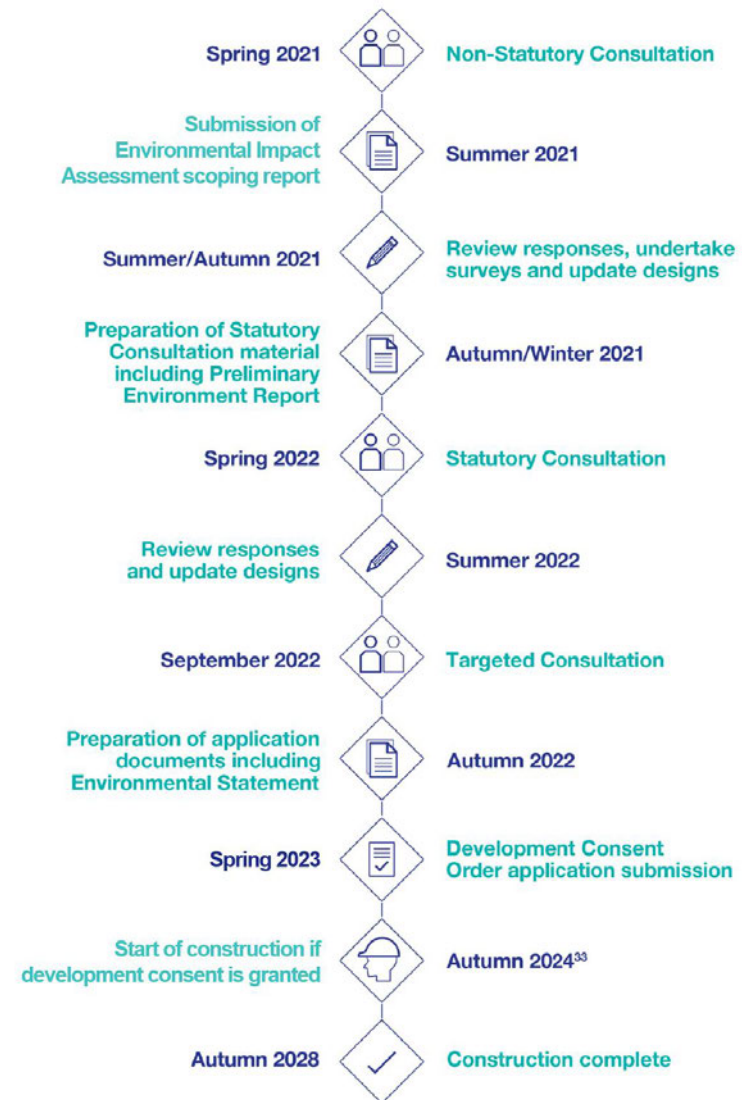 Spring 2021
Non-Statutory Consultation
Submission of
Environmental Impact
Assessment scoping report
Summer 2021
Summer/Autumn 2021
Review responses, undertake
surveys and update designs
Preparation of Statutory
Consultation material
including Preliminary
Environment Report
Autumn/Winter 2021
Spring 2022
Statutory Consultation
Review responses
and update designs
Summer 2022
September 2022
Targeted Consultation
Preparation of application
documents including
Environmental Statement
Autumn 2022
Spring 2023
Development Consent
Order application submission
Start of construction if
development consent is granted
Autumn 2024³³
Autumn 2028
Construction complete